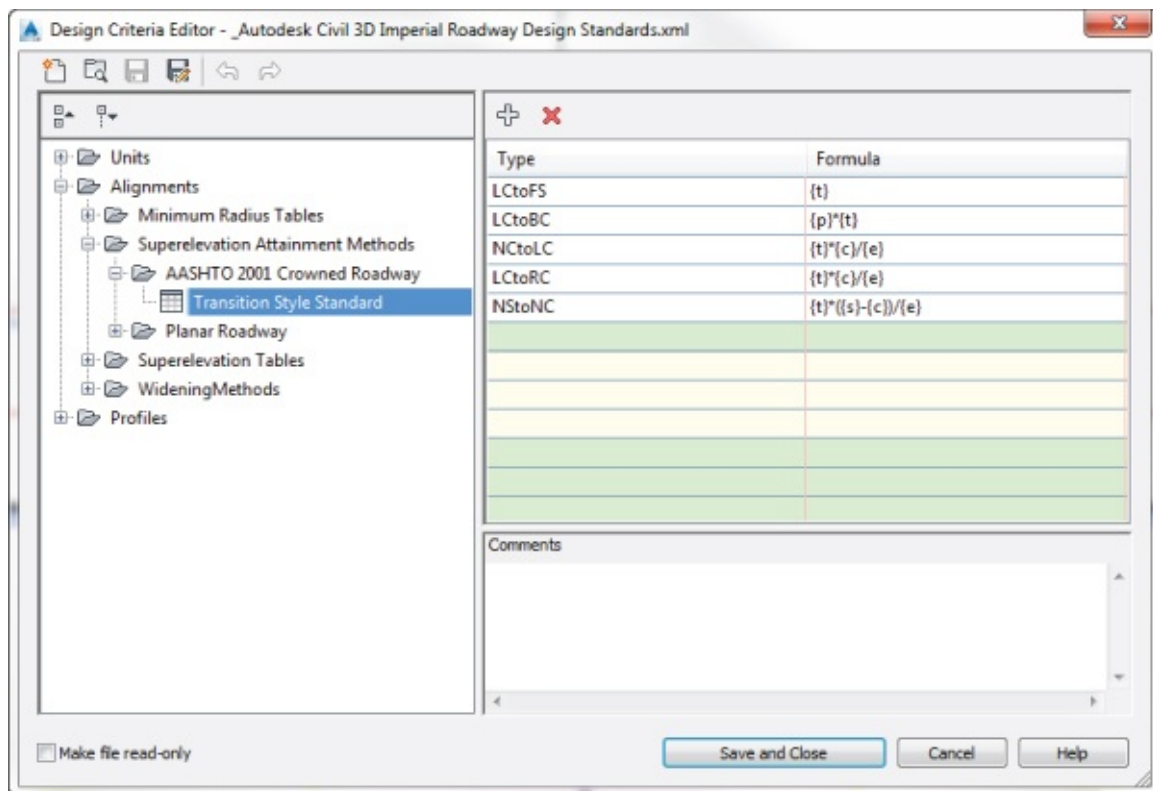 Design Criteria Editor - _Autodesk Civil 3D Imperial Roadway Design Standards.xml
Units
Alignments
Minimum Radius Tables
Superelevation Attainment Methods
AASHTO 2001 Crowned Roadway
Transition Style Standard
Planar Roadway
Superelevation Tables
WideningMethods
Profiles
Type Formula
LCtoFS {t}
LCtoBC {p}*{t}
NCtoLC {t}*{c}/{e}
LCtoRC {t}*{c}/{e}
NStoNC {t}*({s}-{c})/{e}
Comments
Make file read-only
Save and Close Cancel Help